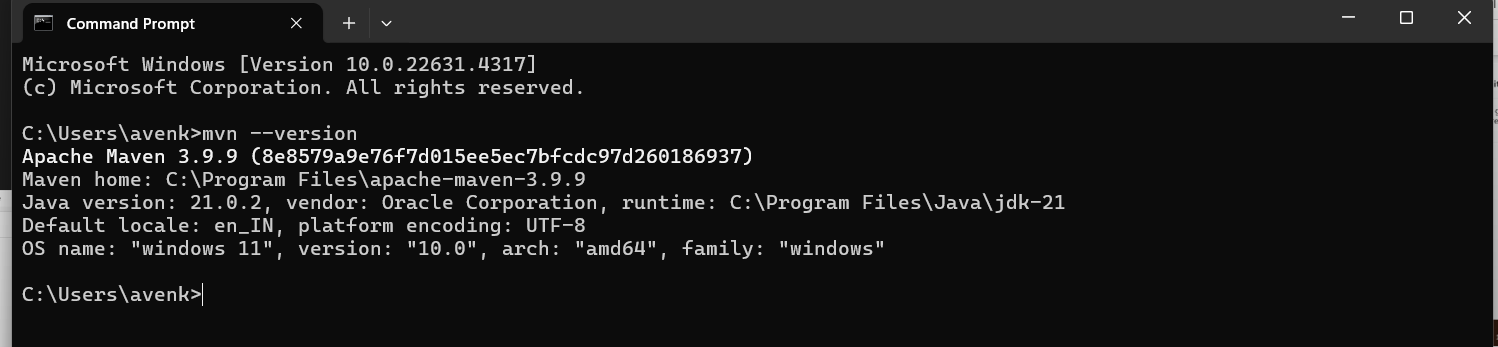 Command Prompt
Microsoft Windows [Version 10.0.22631.4317]
(c) Microsoft Corporation. All rights reserved.
C:\Users\avenk>mvn --version
Apache Maven 3.9.9 (8e8579a9e76f7d015ee5ec7bfcdc97d260186937)
Maven home: C:\Program Files\apache-maven-3.9.9
Java version: 21.0.2, vendor: Oracle Corporation, runtime: C:\Program Files\Java\jdk-21
Default locale: en_IN, platform encoding: UTF-8
OS name: "windows 11", version: "10.0", arch: "amd64", family: "windows"
C:\Users\avenk>